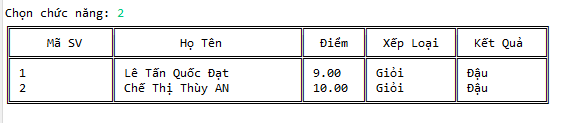 Chọn chức năng: 2
Mã SV Họ Tên Điểm Xếp Loại Kết Quả
1 Lê Tấn Quốc Đạt 9.00 Giỏi Đậu
2 Chế Thị Thùy AN 10.00 Giỏi Đậu